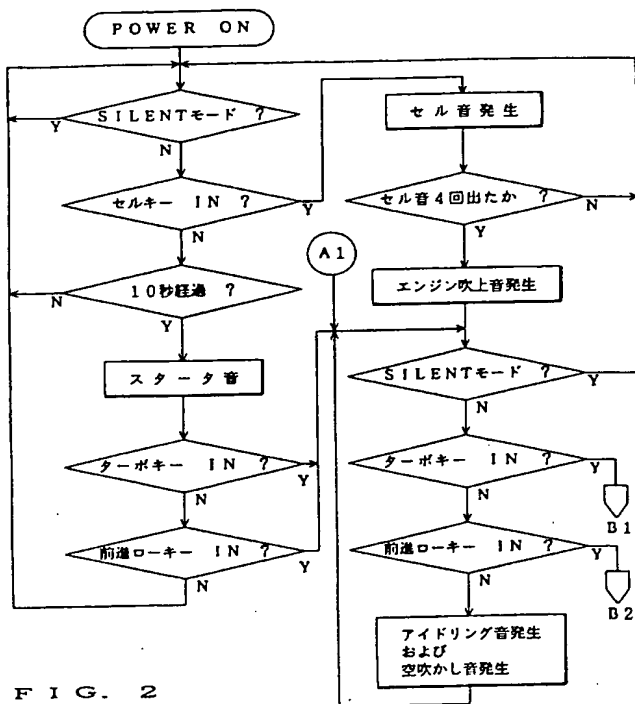 POWER ON
SILENTモード ?
Y
N
セルキー IN ?
Y
N
10秒経過 ?
N
Y
スタータ音
ターボキー IN ?
Y
N
前進ローキー IN ?
Y
N
セル音発生
セル音4回出たか ?
N
Y
A1
エンジン吹上音発生
SILENTモード ?
Y
N
ターボキー IN ?
Y
N
B1
前進ローキー IN ?
Y
N
B2
アイドリング音発生
および
空吹かし音発生
FIG. 2